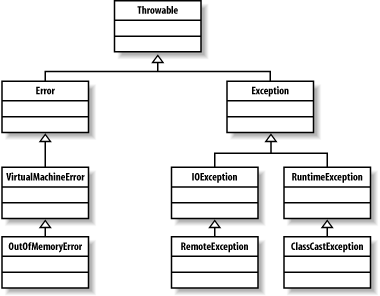 Throwable
Error
Exception
VirtualMachineError
IOException
RuntimeException
OutOfMemoryError
RemoteException
ClassCastException